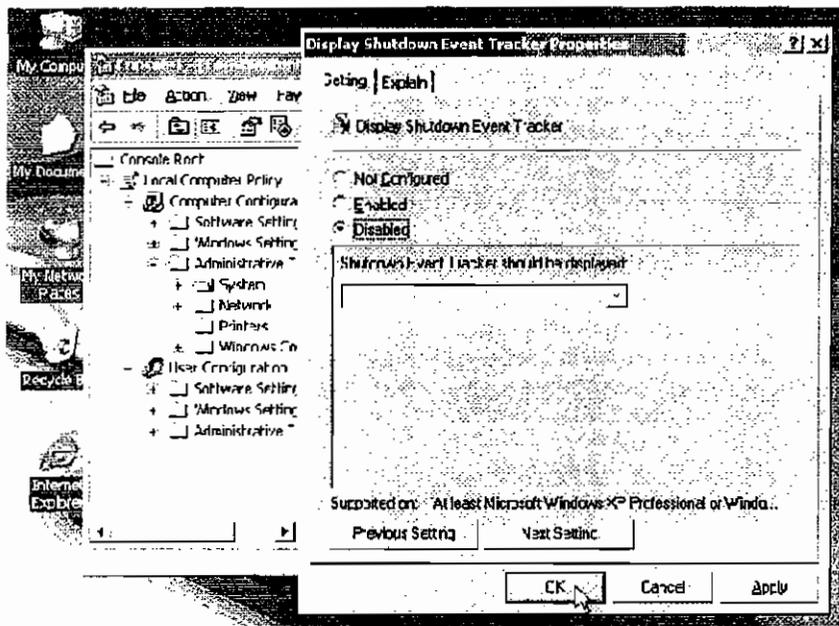 Display Shutdown Event Tracker Properties
My Compu
My Docume
My Networ
Places
Recycle B
Internet
Explorer
File Action View Fav
Console Root
Local Computer Policy
Computer Configura
Software Setting
Windows Setting
Administrative T
System
Network
Printers
Windows Co
User Configuration
Software Setting
Windows Setting
Administrative T
Setting Explain
Display Shutdown Event Tracker
Not Configured
Enabled
Disabled
Shutdown Event Tracker should be displayed
Supported on: At least Microsoft Windows XP Professional or Windo...
Previous Setting Next Setting
OK Cancel Apply